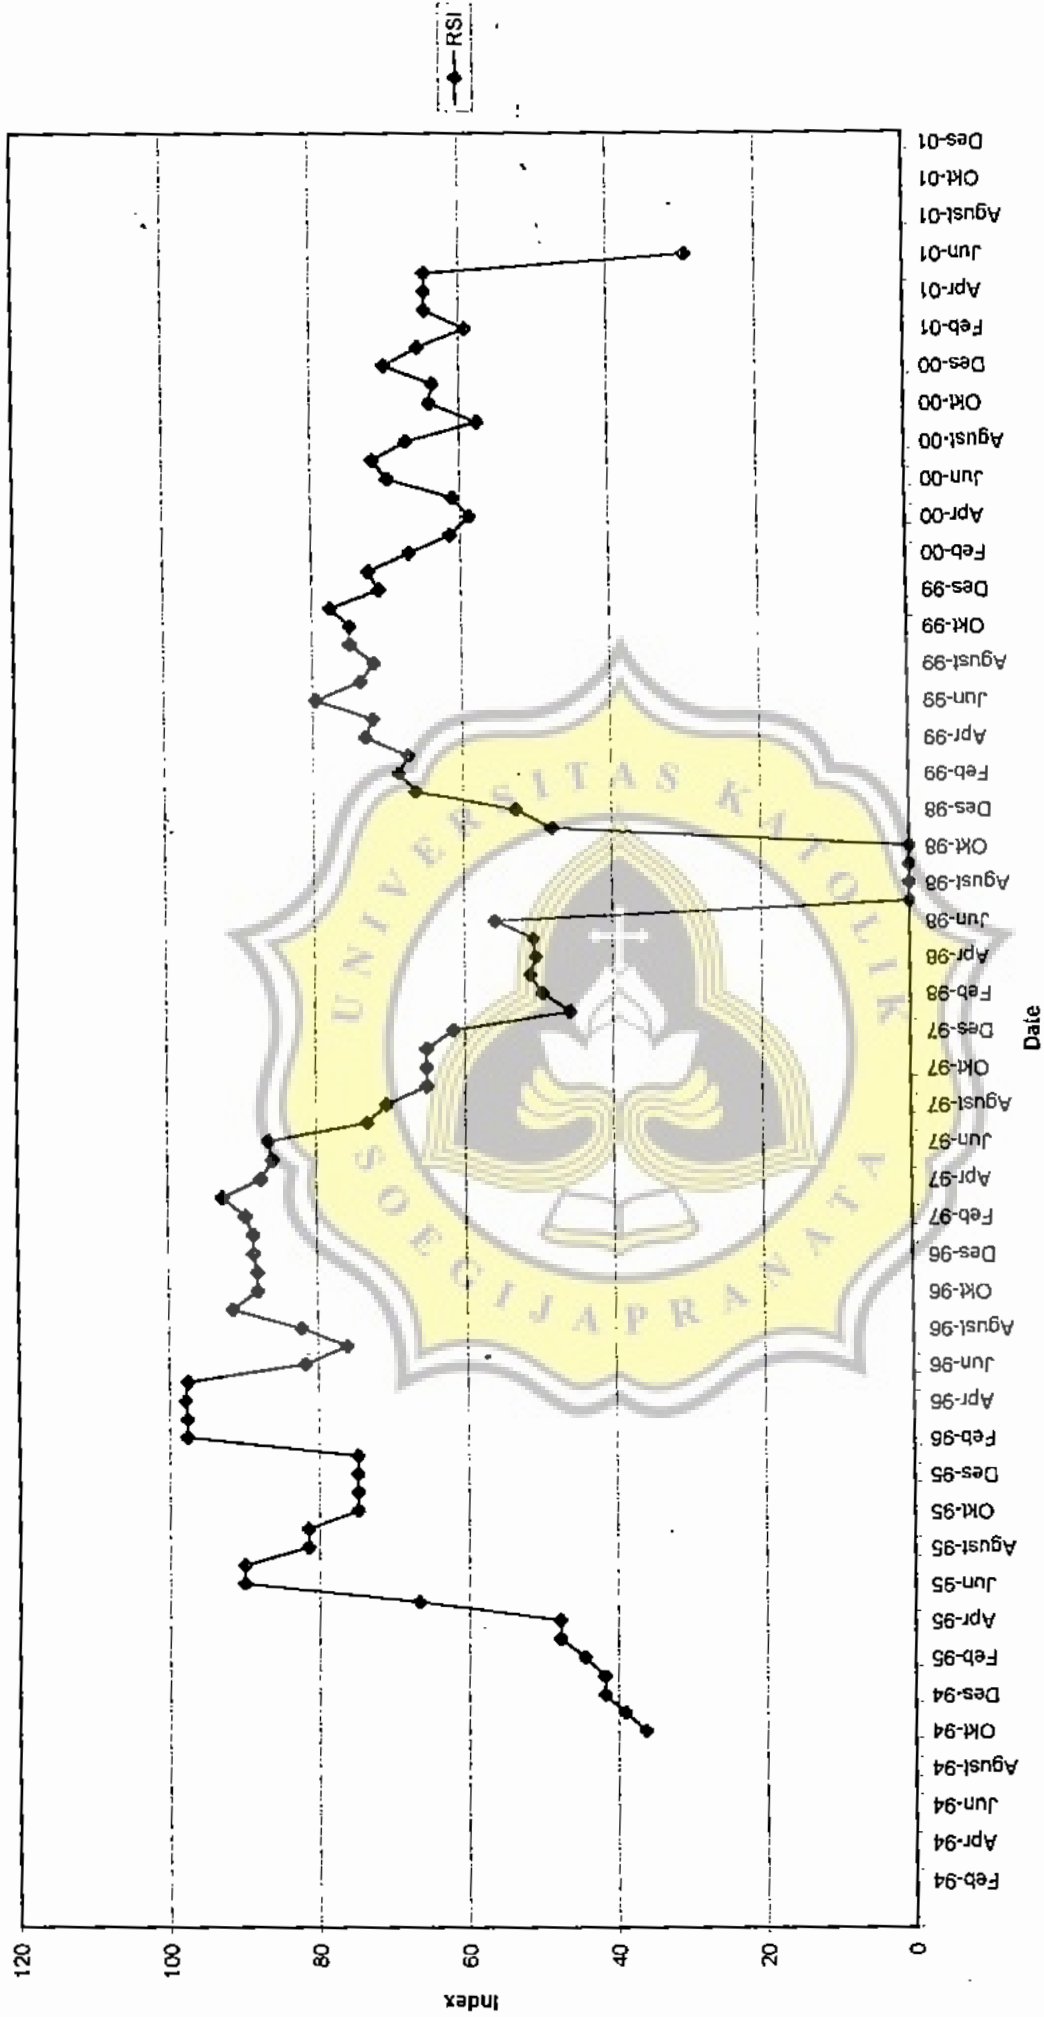 Index
120
100
80
60
40
20
0
Feb-94
Apr-94
Jun-94
Agust-94
Okt-94
Des-94
Feb-95
Apr-95
Jun-95
Agust-95
Okt-95
Des-95
Feb-96
Apr-96
Jun-96
Agust-96
Okt-96
Des-96
Feb-97
Apr-97
Jun-97
Agust-97
Okt-97
Des-97
Feb-98
Apr-98
Jun-98
Agust-98
Okt-98
Des-98
Feb-99
Apr-99
Jun-99
Agust-99
Okt-99
Des-99
Feb-00
Apr-00
Jun-00
Agust-00
Okt-00
Des-00
Feb-01
Apr-01
Jun-01
Agust-01
Okt-01
Des-01
Date
RSI
UNIVERSITAS KATOLIK
SOEGIJAPRANATA